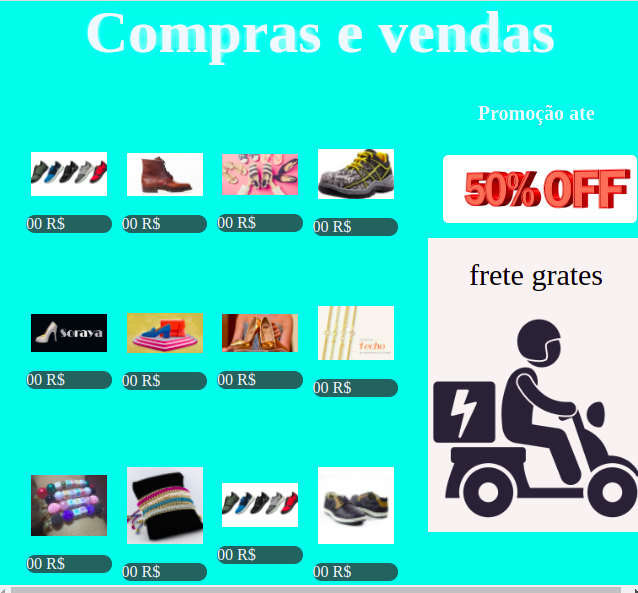 Compras e vendas
Promoção ate
50% OFF
frete grates
00 R$
00 R$
00 R$
00 R$
Soraya
fecho
00 R$
00 R$
00 R$
00 R$
00 R$
00 R$
00 R$
00 R$